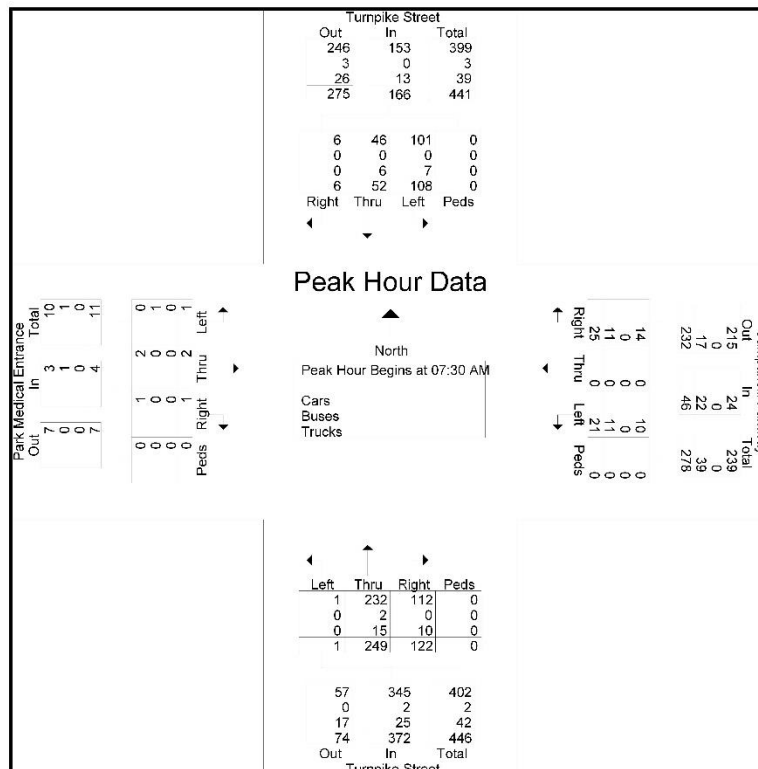 Turnpike Street
Out In Total
246 153 399
3 0 3
26 13 39
275 166 441
6 46 101 0
0 0 0 0
0 6 7 0
6 52 108 0
Right Thru Left Peds
Park Medical Entrance
Out In Total
7 3 10
0 1 1
0 0 0
7 4 11
0 1 2 0
0 0 0 1
0 0 0 0
0 1 2 1
Peds Right Thru Left
Peak Hour Data
North
Peak Hour Begins at 07:30 AM
Cars
Buses
Trucks
Out In Total
215 24 239
0 0 0
17 22 39
232 46 278
14 0 10 0
0 0 0 0
11 0 11 0
25 0 21 0
Right Thru Left Peds
Left Thru Right Peds
1 232 112 0
0 2 0 0
0 15 10 0
1 249 122 0
57 345 402
0 2 2
17 25 42
74 372 446
Out In Total
Turnpike Street